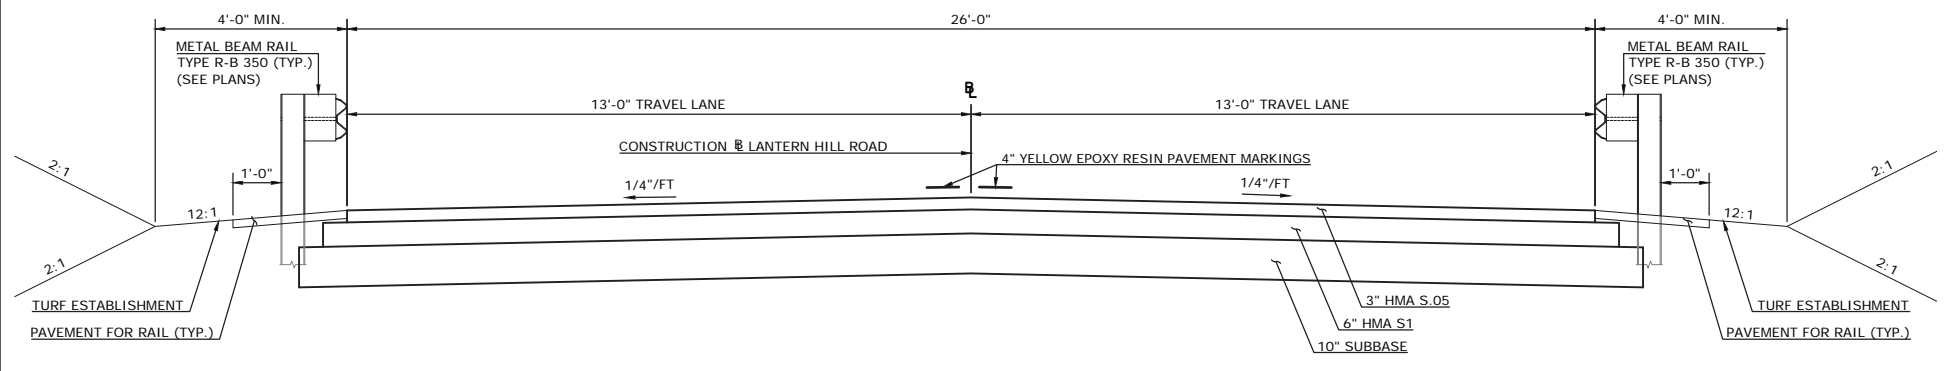 4'-0" MIN.
26'-0"
4'-0" MIN.
METAL BEAM RAIL
TYPE R-B 350 (TYP.)
(SEE PLANS)
METAL BEAM RAIL
TYPE R-B 350 (TYP.)
(SEE PLANS)
BL
13'-0" TRAVEL LANE
13'-0" TRAVEL LANE
CONSTRUCTION BL LANTERN HILL ROAD
4" YELLOW EPOXY RESIN PAVEMENT MARKINGS
2:1
1'-0"
1/4"/FT
1/4"/FT
1'-0"
2:1
12:1
12:1
2:1
2:1
TURF ESTABLISHMENT
PAVEMENT FOR RAIL (TYP.)
3" HMA S.05
6" HMA S1
10" SUBBASE
TURF ESTABLISHMENT
PAVEMENT FOR RAIL (TYP.)